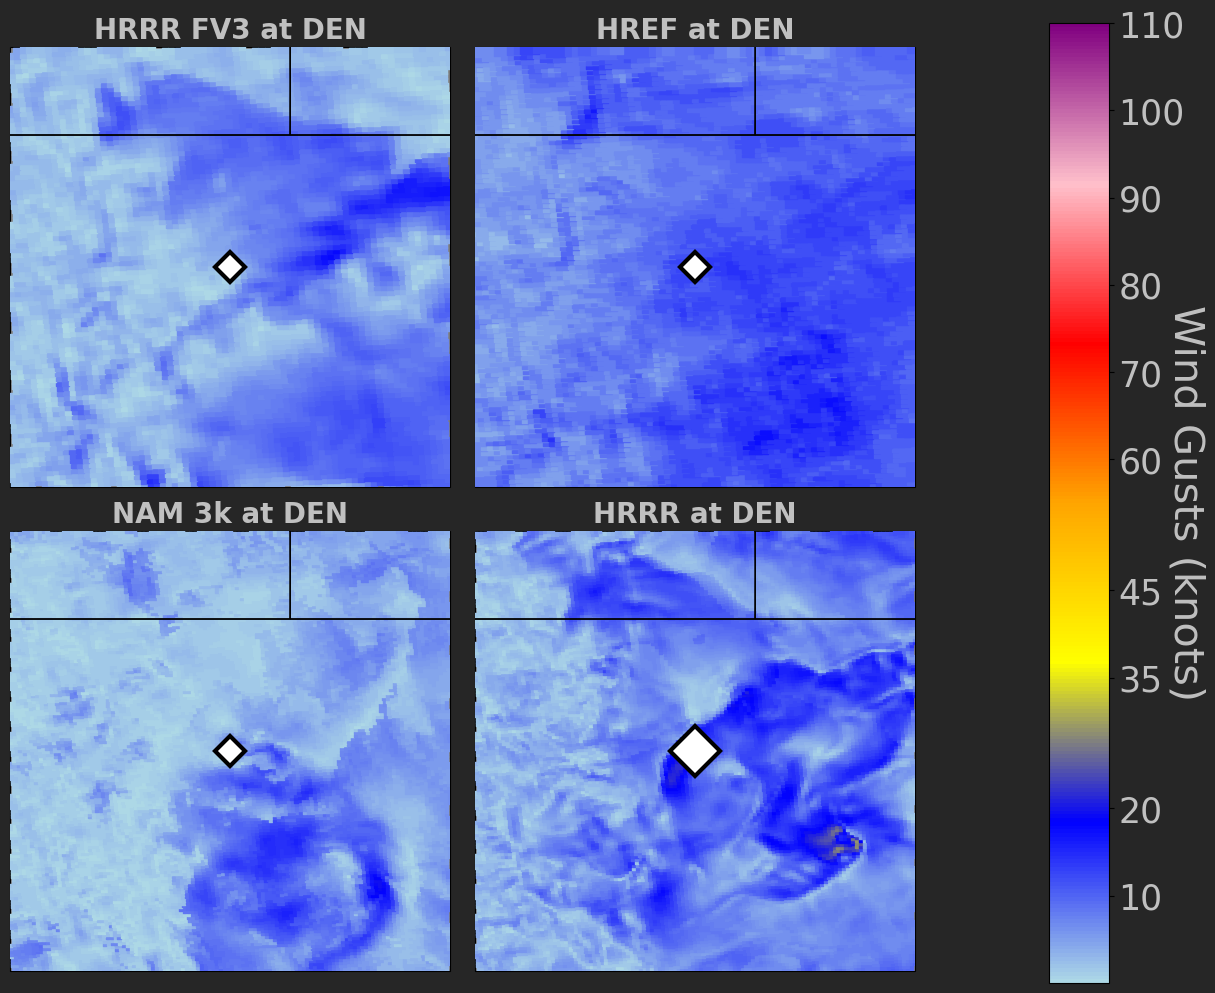 HRRR FV3 at DEN
HREF at DEN
NAM 3k at DEN
HRRR at DEN
110
100
90
80
70
60
45
35
20
10
Wind Gusts (knots)